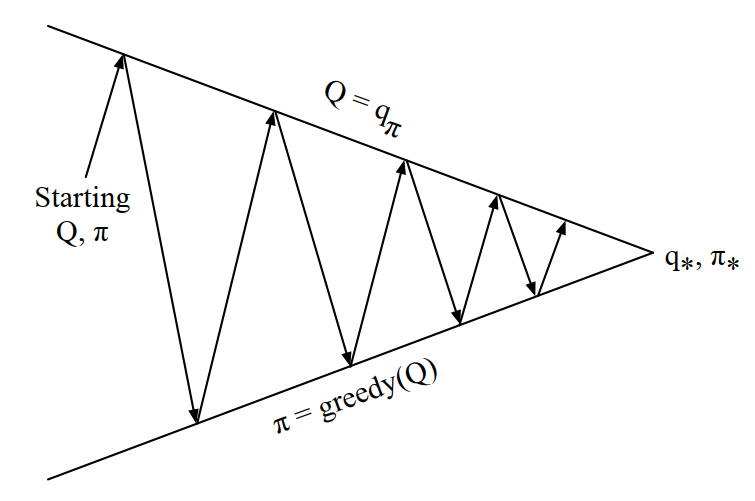 Q = qπ
Starting
Q, π
q*, π*
π = greedy(Q)